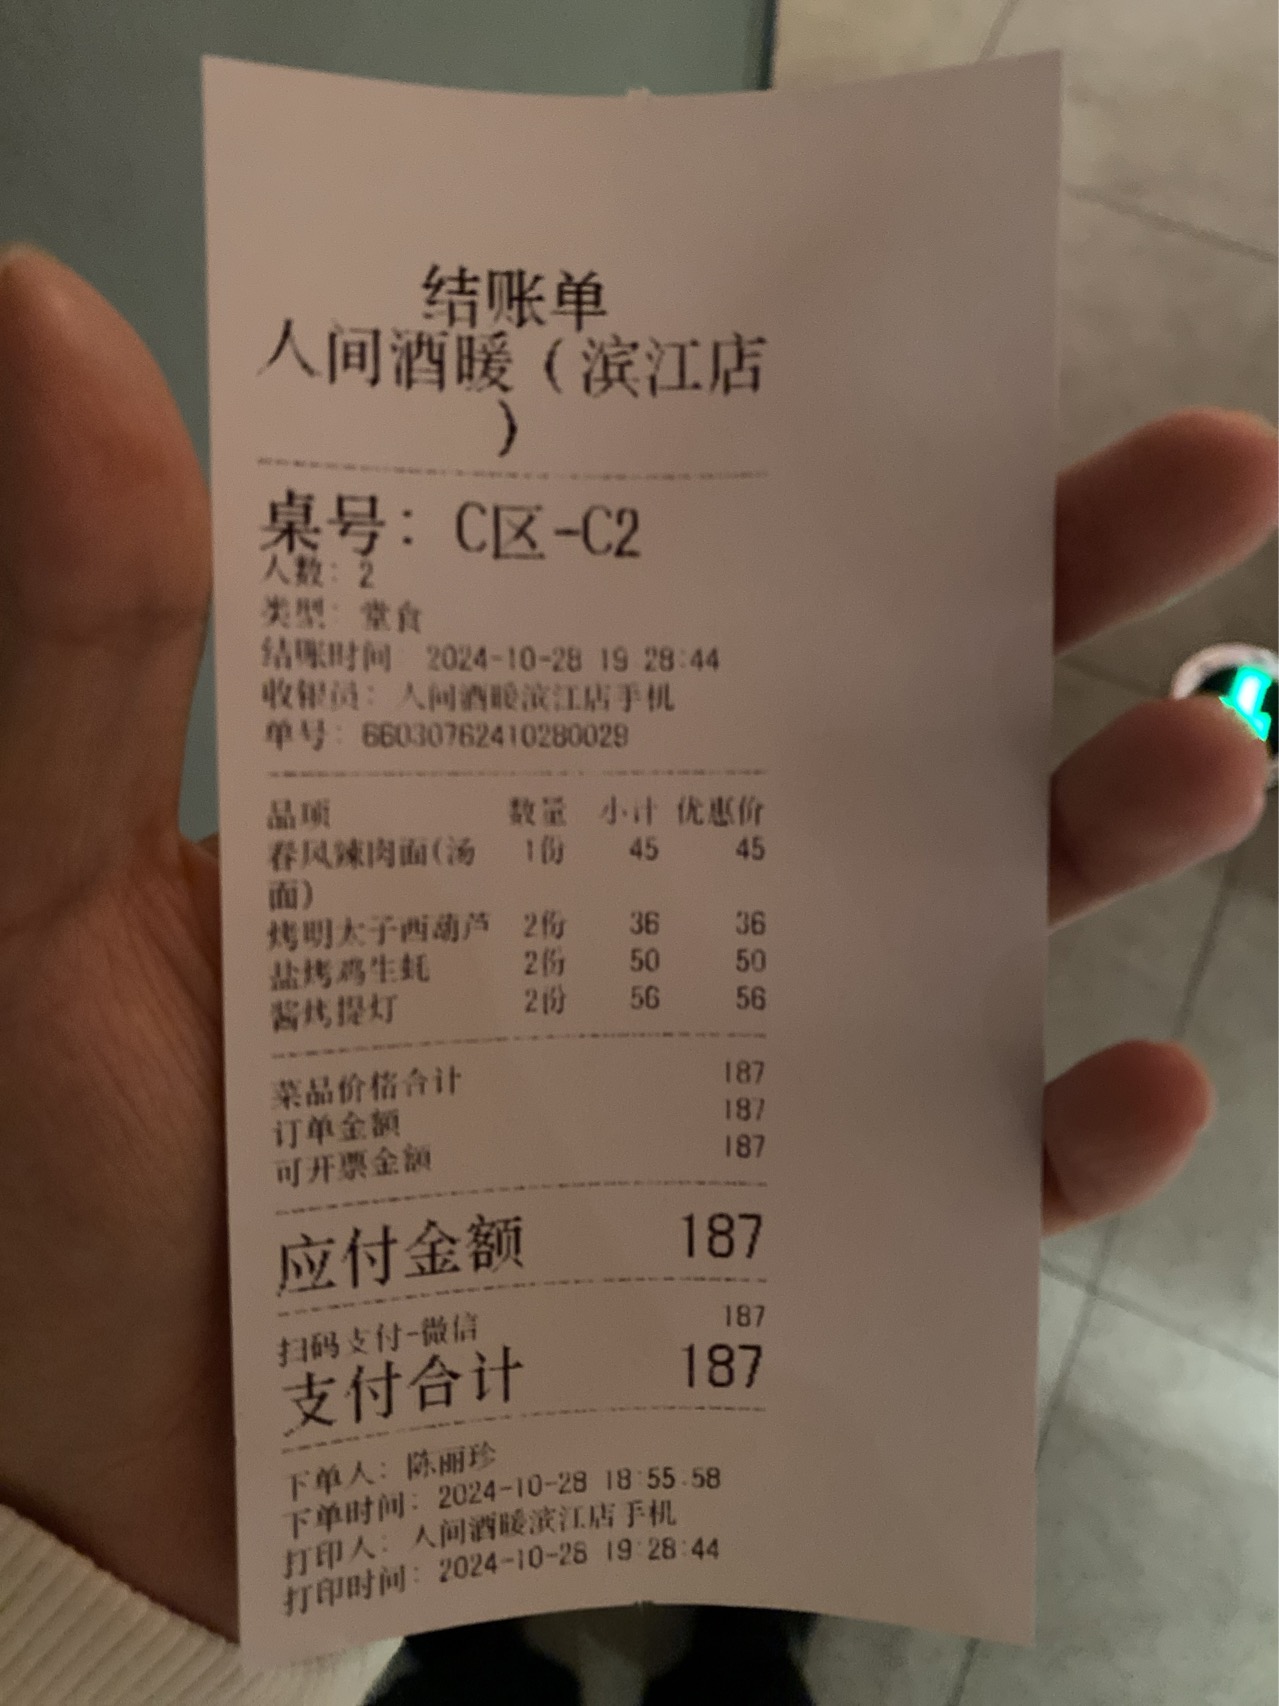 结账单
人间酒暖（滨江店
）
桌号：C区-C2
人数：2
类型：堂食
结账时间 2024-10-28 19:28:44
收银员：人间酒暖滨江店手机
单号：66030762410280029
品项 数量 小计 优惠价
春风辣肉面(汤 1份 45 45
面)
烤明太子西葫芦 2份 36 36
盐烤鸡生蚝 2份 50 50
酱烤提灯 2份 56 56
菜品价格合计 187
订单金额 187
可开票金额 187
应付金额 187
扫码支付-微信 187
支付合计 187
下单人：陈丽珍
下单时间：2024-10-28 18:55:58
打印人：人间酒暖滨江店手机
打印时间：2024-10-28 19:28:44